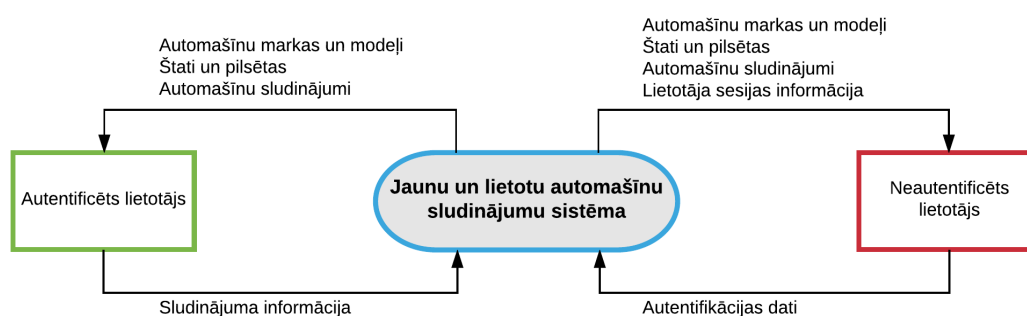 Automašīnu markas un modeļi
Štati un pilsētas
Automašīnu sludinājumi
Automašīnu markas un modeļi
Štati un pilsētas
Automašīnu sludinājumi
Lietotāja sesijas informācija
Autentificēts lietotājs
Jaunu un lietotu automašīnu
sludinājumu sistēma
Neautentificēts
lietotājs
Sludinājuma informācija
Autentifikācijas dati